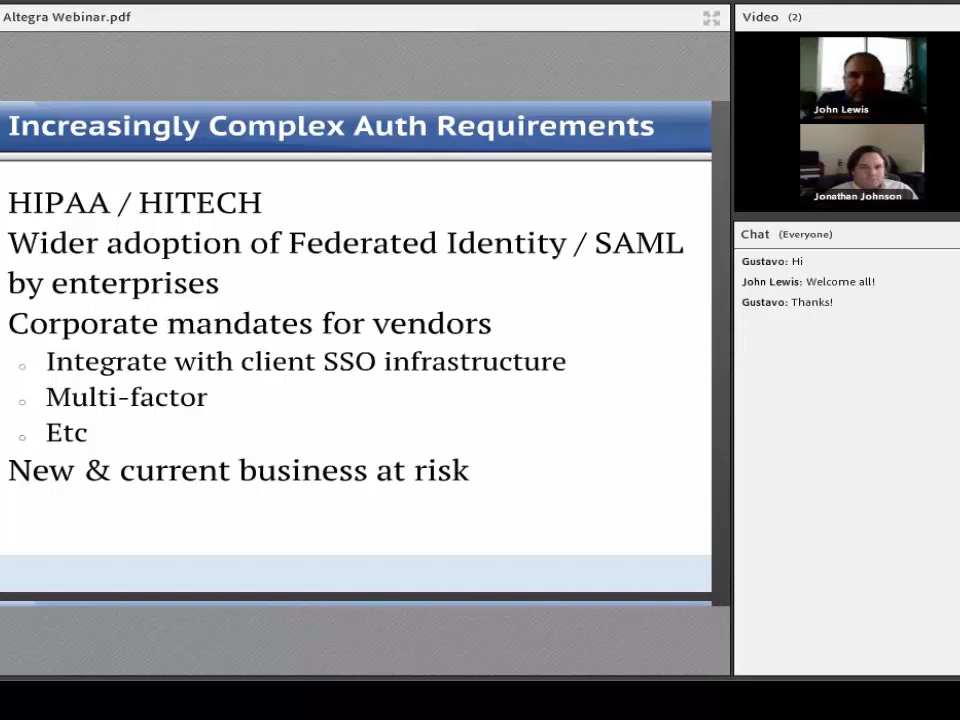 Altegra Webinar.pdf
Increasingly Complex Auth Requirements
HIPAA / HITECH
Wider adoption of Federated Identity / SAML
by enterprises
Corporate mandates for vendors
Integrate with client SSO infrastructure
Multi-factor
Etc
New & current business at risk
Video (2)
John Lewis
Jonathan Johnson
Chat (Everyone)
Gustavo: Hi
John Lewis: Welcome all!
Gustavo: Thanks!